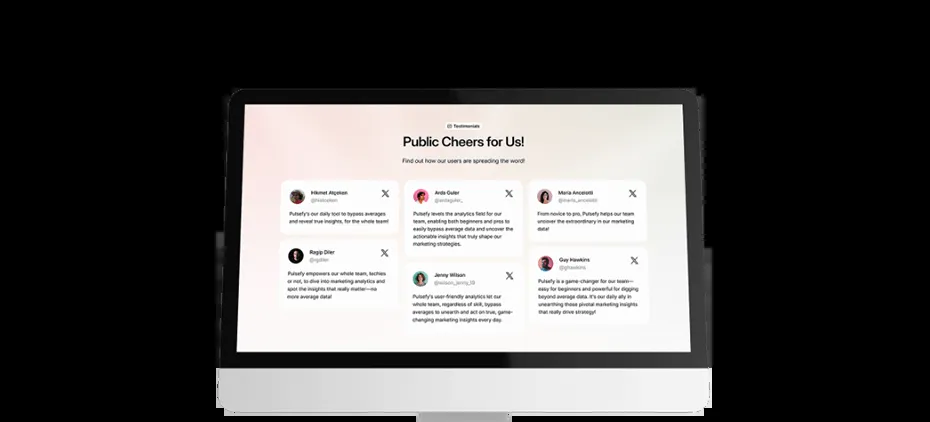 Testimonials
Public Cheers for Us!
Find out how our users are spreading the word!
Hikmet Atçeken
@hiatceken
Pulsefy's our daily tool to bypass averages
and reveal true insights, for the whole team!
Ragip Diler
@rgdiler
Pulsefy empowers our whole team, techies
or not, to dive into marketing analytics and
spot the insights that really matter—no
more average data!
Arda Guler
@ardaguler_
Pulsefy levels the analytics field for our
team, enabling both beginners and pros to
easily bypass average data and uncover the
actionable insights that truly shape our
marketing strategies.
Jenny Wilson
@wilson_jenny_19
Pulsefy's user-friendly analytics let our
whole team, regardless of skill, bypass
averages to unearth and act on true, game-
changing marketing insights every day.
Maria Ancelotti
@maria_ancelotti
From novice to pro, Pulsefy helps our team
uncover the extraordinary in our marketing
data!
Guy Hawkins
@ghawkins
Pulsefy is a game-changer for our team—
easy for beginners and powerful for digging
beyond average data. It's our daily ally in
unearthing those pivotal marketing insights
that really drive strategy!